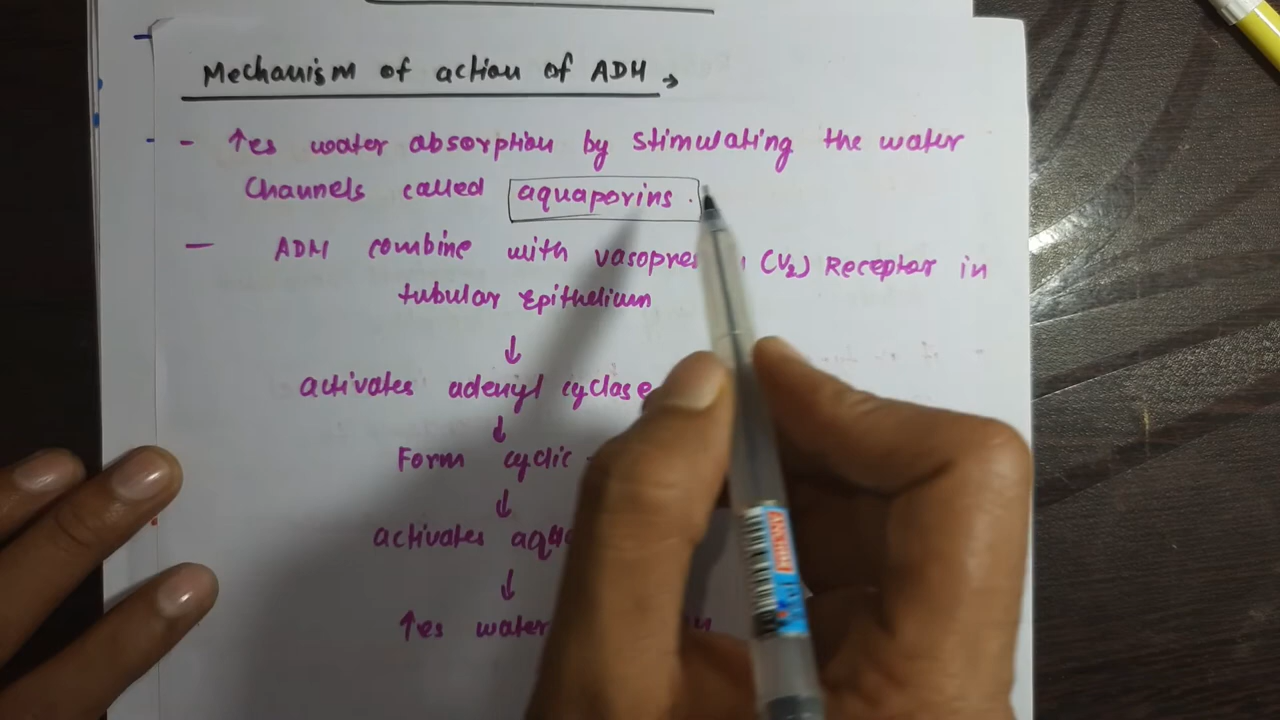 Mechanism of action of ADH →
- ↑es water absorption by stimulating the water
channels called aquaporins.
- ADH combine with (V₂) Receptor in
tubular Epithelium
↓
activates adenyl cyclase
↓
Form cyclic
↓
activates
↓
↑es water